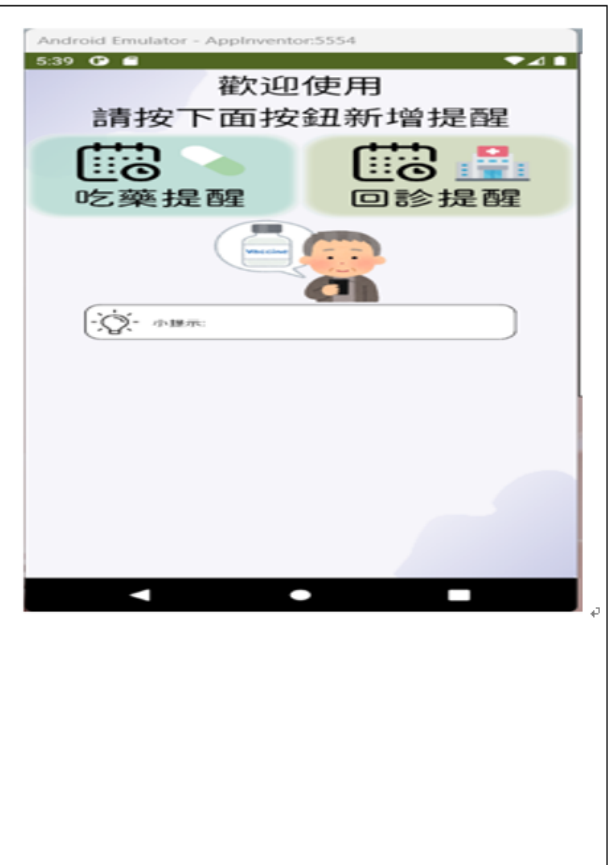 Android Emulator - AppInventor:5554
5:39
歡迎使用
請按下面按鈕新增提醒
吃藥提醒
回診提醒
Vaccine
小提示: